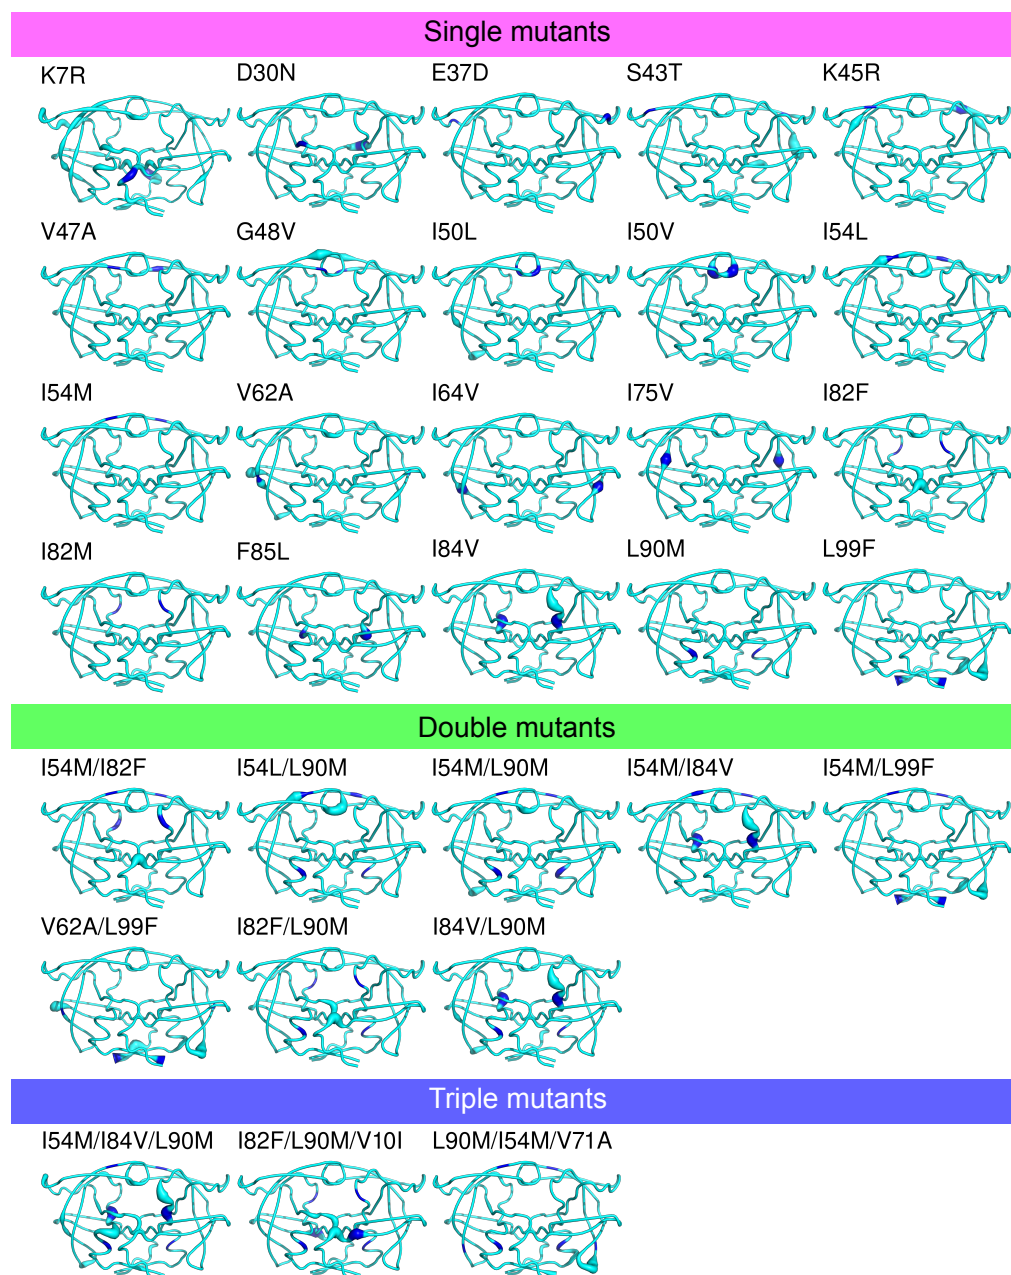 Single mutants
K7R D30N E37D S43T K45R
V47A G48V I50L I50V I54L
I54M V62A I64V I75V I82F
I82M F85L I84V L90M L99F
Double mutants
I54M/I82F I54L/L90M I54M/L90M I54M/I84V I54M/L99F
V62A/L99F I82F/L90M I84V/L90M
Triple mutants
I54M/I84V/L90M I82F/L90M/V10I L90M/I54M/V71A